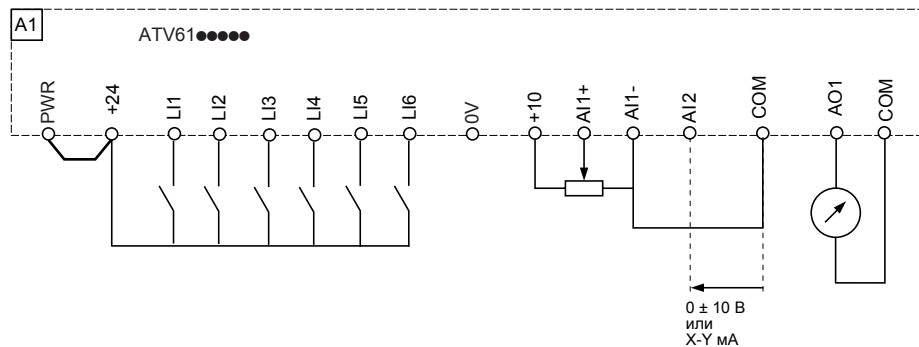 A1
ATV61●●●●●
PWR
+24
LI1
LI2
LI3
LI4
LI5
LI6
0V
+10
AI1+
AI1-
AI2
COM
AO1
COM
0 ± 10 В
или
X-Y мА